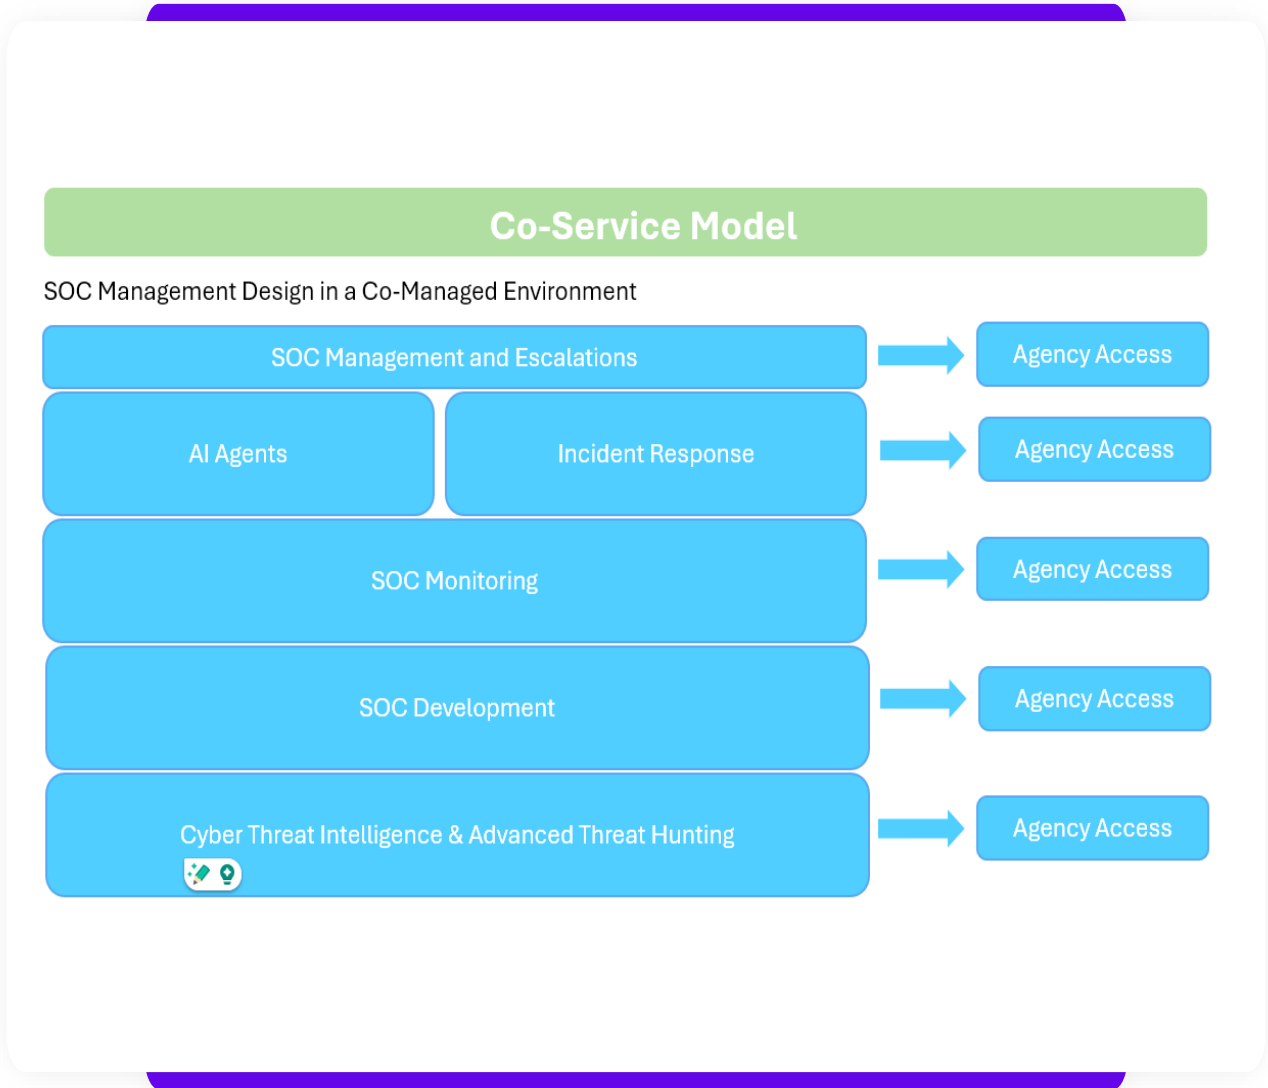 Co-Service Model
SOC Management Design in a Co-Managed Environment
SOC Management and Escalations
Agency Access
AI Agents
Incident Response
Agency Access
SOC Monitoring
Agency Access
SOC Development
Agency Access
Cyber Threat Intelligence & Advanced Threat Hunting
Agency Access